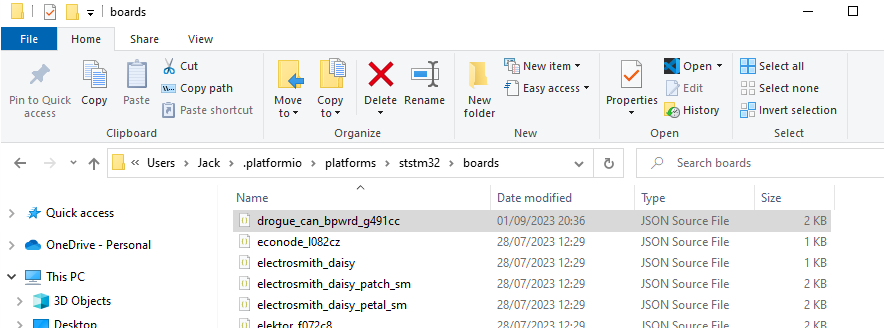 boards
File Home Share View
Pin to Quick access
Copy
Paste
Cut
Copy path
Paste shortcut
Clipboard
Move to
Copy to
Delete
Rename
Organize
New folder
New item
Easy access
New
Properties
Open
Edit
History
Open
Select all
Select none
Invert selection
Select
« Users > Jack > .platformio > platforms > ststm32 > boards
Search boards
Name Date modified Type Size
drogue_can_bpwrd_g491cc 01/09/2023 20:36 JSON Source File 2 KB
econode_l082cz 28/07/2023 12:29 JSON Source File 1 KB
electrosmith_daisy 28/07/2023 12:29 JSON Source File 1 KB
electrosmith_daisy_patch_sm 28/07/2023 12:29 JSON Source File 2 KB
electrosmith_daisy_petal_sm 28/07/2023 12:29 JSON Source File 2 KB
elektor_f072c8 28/07/2023 12:29 JSON Source File 1 KB
Quick access
OneDrive - Personal
This PC
3D Objects
Desktop